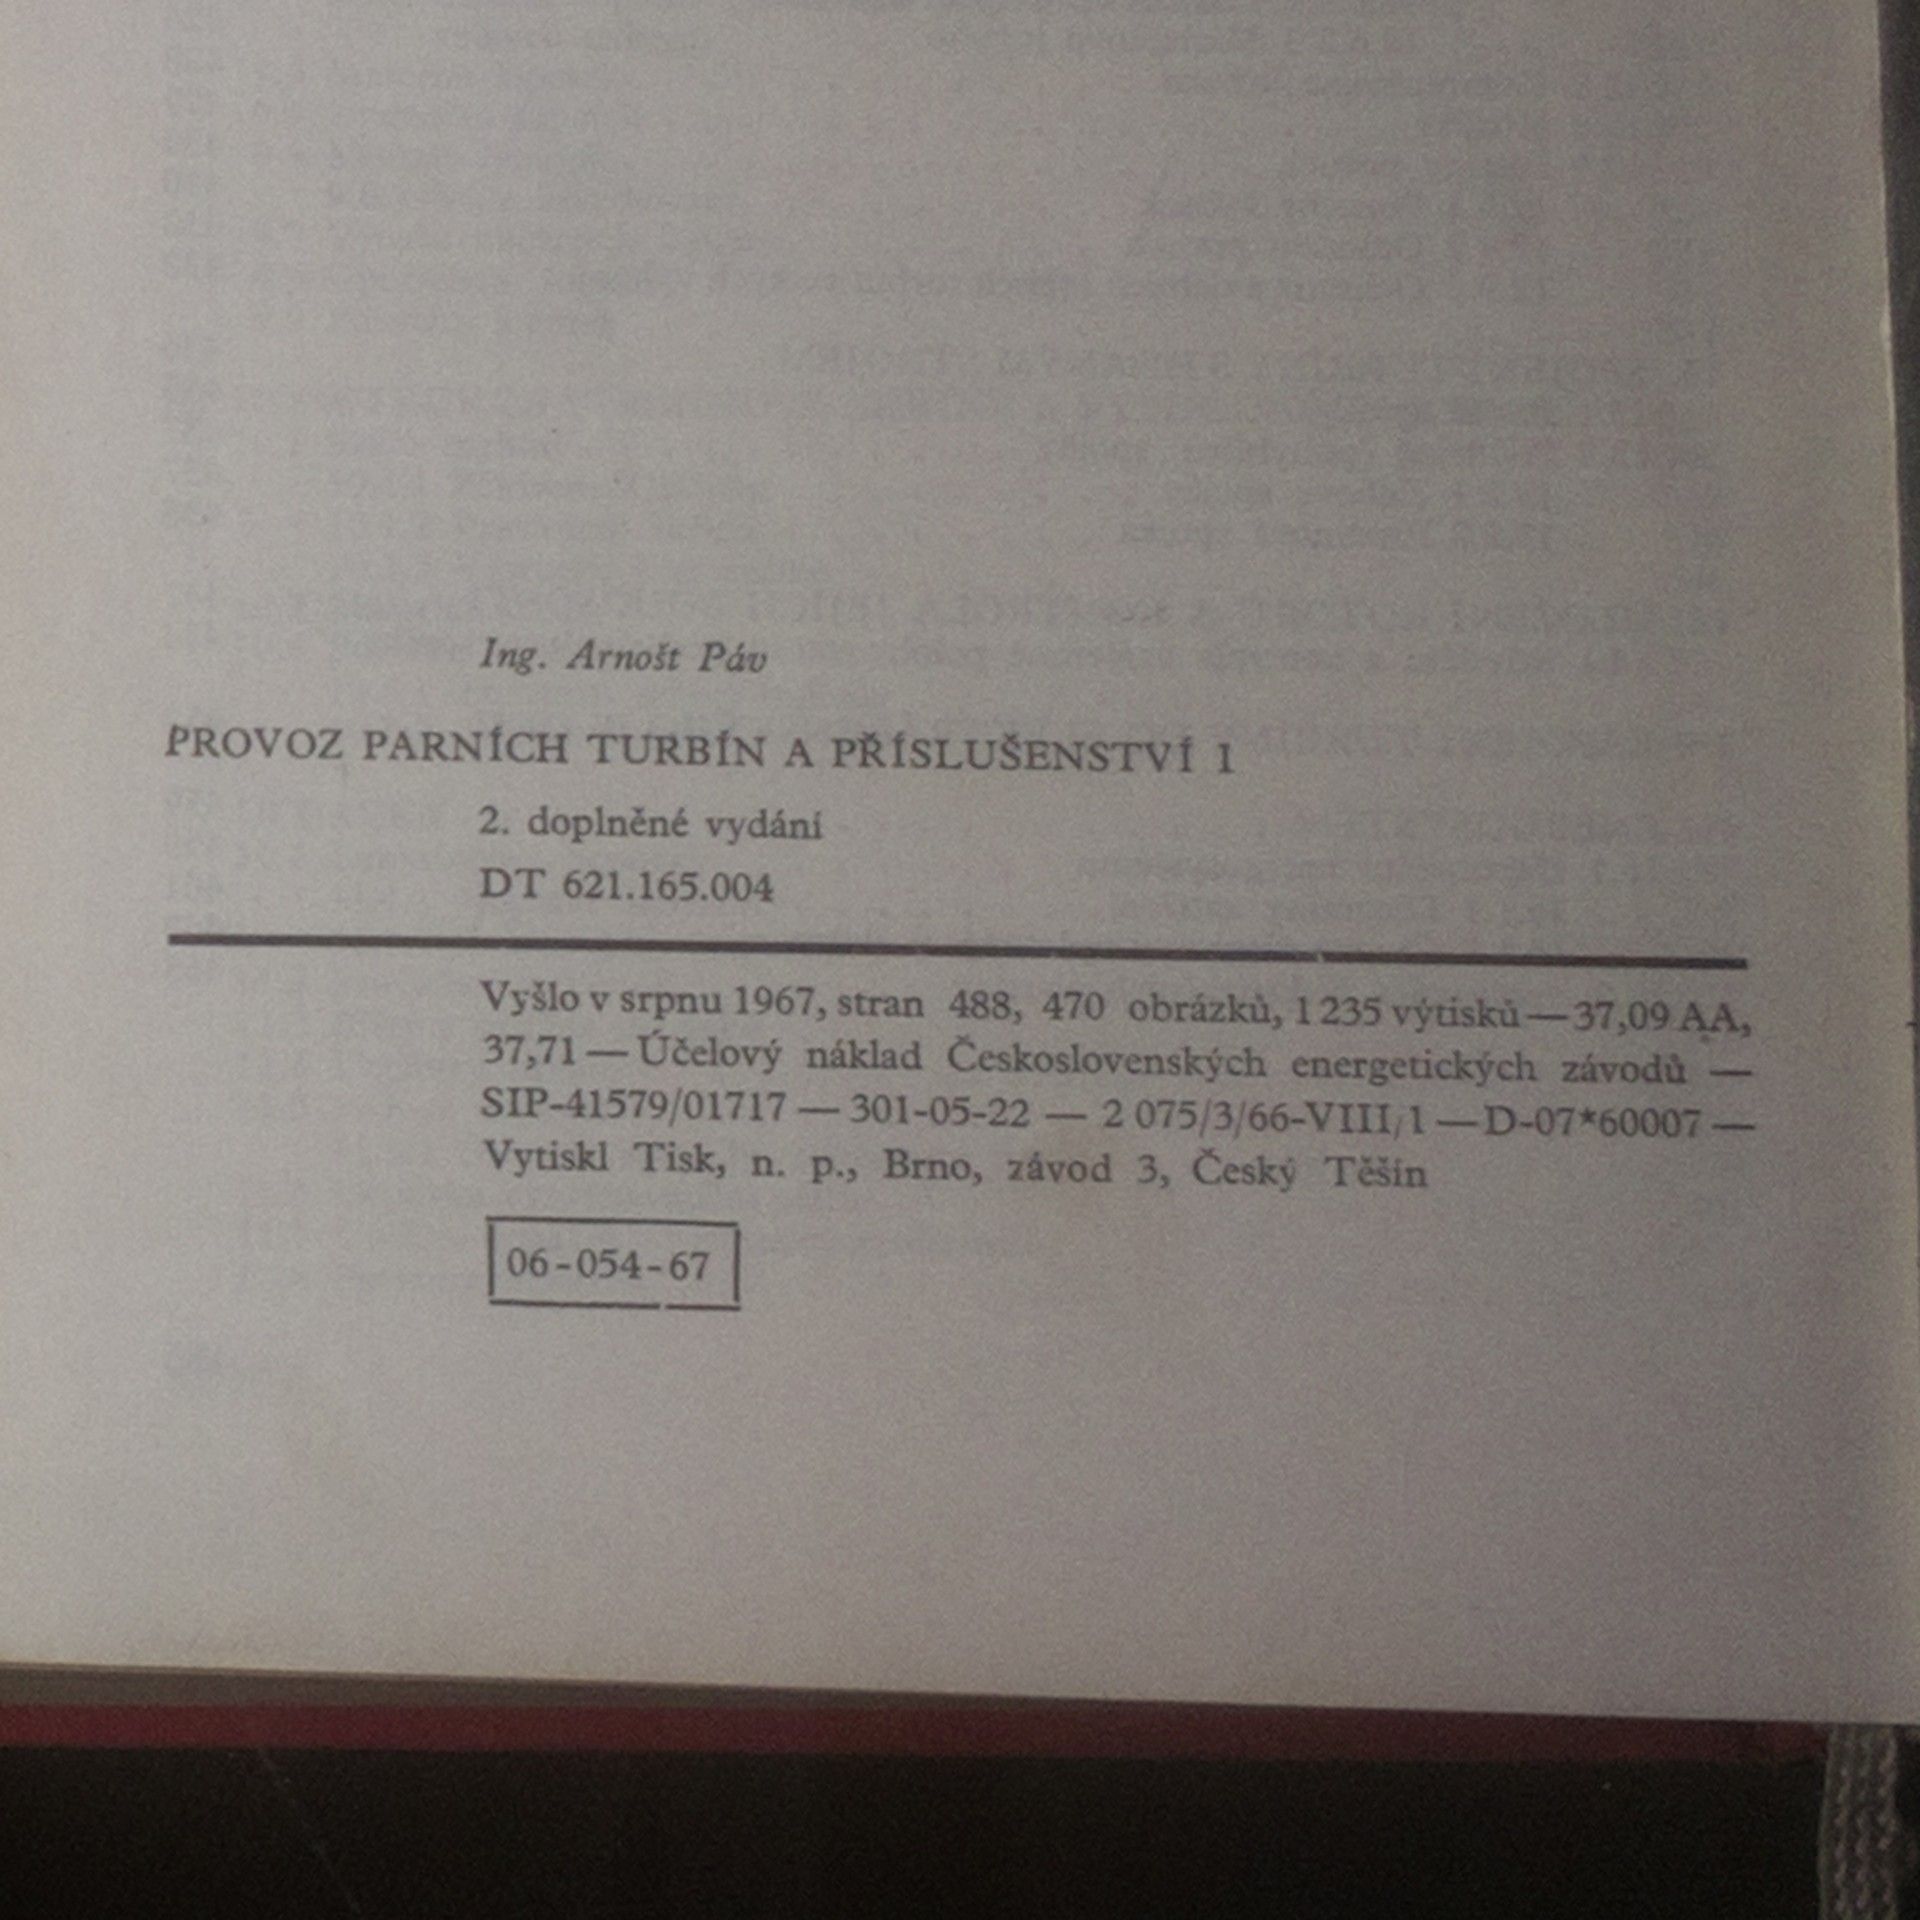 Ing. Arnošt Páv
PROVOZ PARNÍCH TURBÍN A PŘÍSLUŠENSTVÍ 1
2. doplněné vydání
DT 621.165.004
Vyšlo v srpnu 1967, stran 488, 470 obrázků, 1 235 výtisků — 37,09 AA,
37,71 — Účelový náklad Československých energetických závodů —
SIP-41579/01717 — 301-05-22 — 2 075/3/66-VIII/1 — D-07*60007 —
Vytiskl Tisk, n. p., Brno, závod 3, Český Těšín
06-054-67